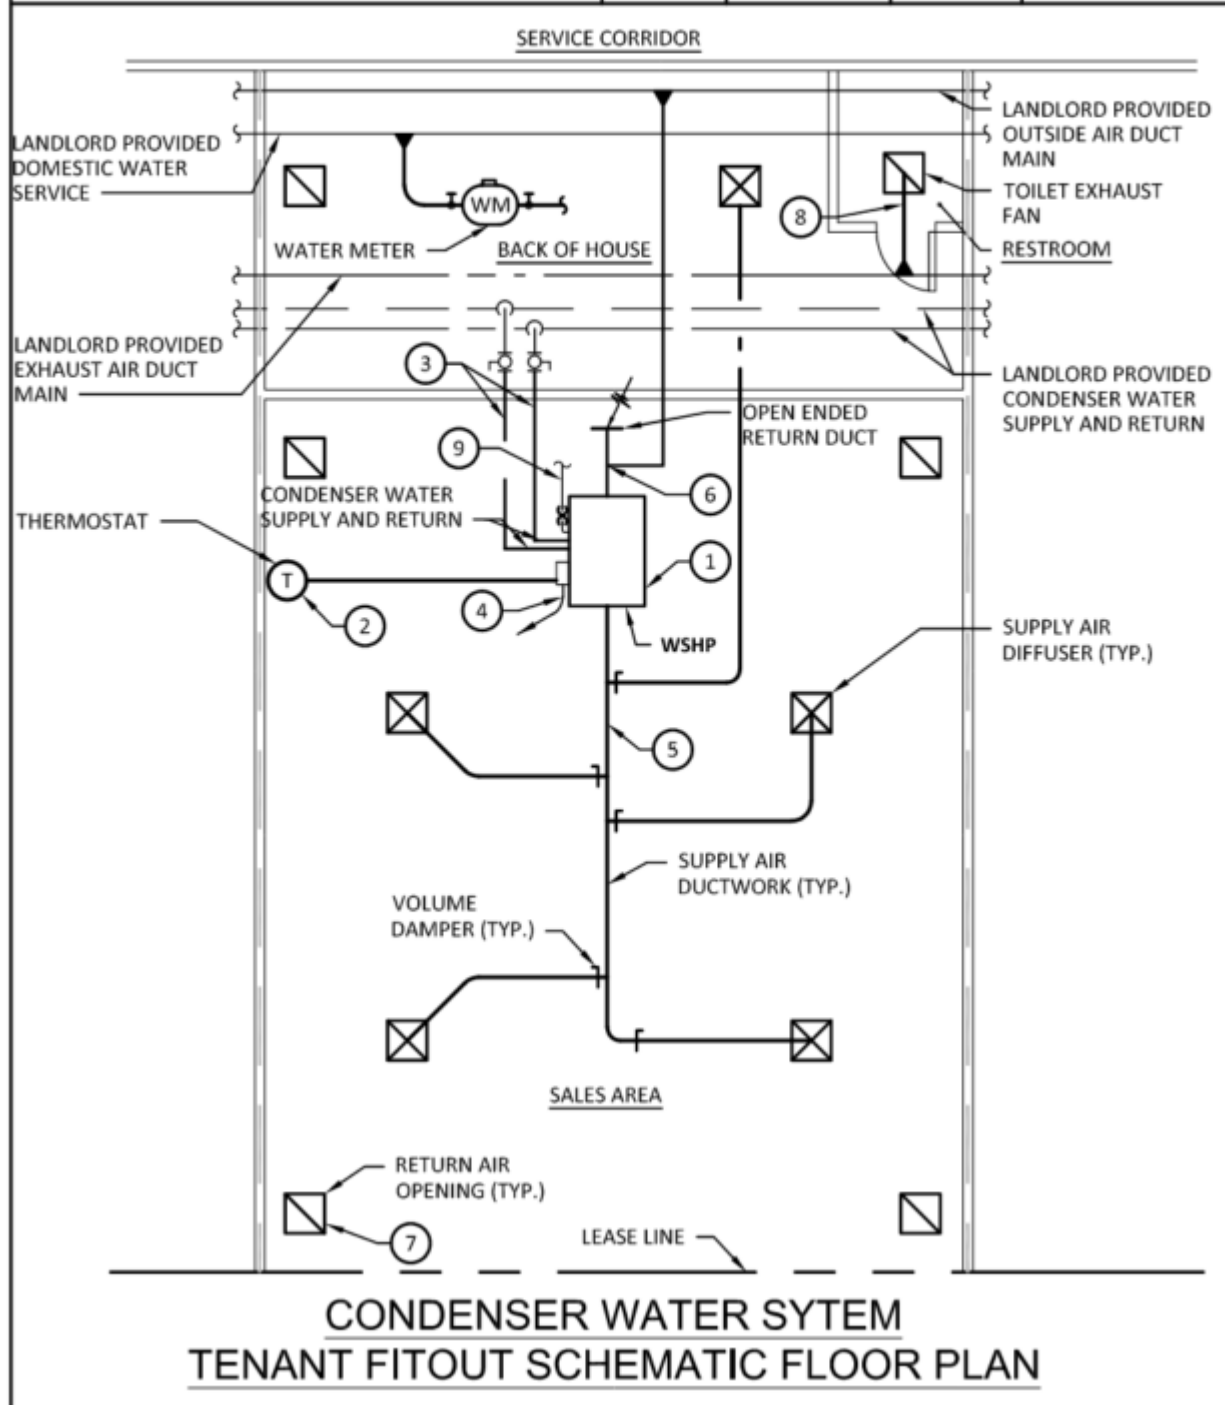 SERVICE CORRIDOR
LANDLORD PROVIDED
OUTSIDE AIR DUCT
MAIN
LANDLORD PROVIDED
DOMESTIC WATER
SERVICE
TOILET EXHAUST
FAN
WM
8
WATER METER
BACK OF HOUSE
RESTROOM
LANDLORD PROVIDED
EXHAUST AIR DUCT
MAIN
3
LANDLORD PROVIDED
CONDENSER WATER
SUPPLY AND RETURN
OPEN ENDED
RETURN DUCT
9
6
CONDENSER WATER
SUPPLY AND RETURN
THERMOSTAT
1
T
2
4
WSHP
SUPPLY AIR
DIFFUSER (TYP.)
5
SUPPLY AIR
DUCTWORK (TYP.)
VOLUME
DAMPER (TYP.)
SALES AREA
RETURN AIR
OPENING (TYP.)
7
LEASE LINE
CONDENSER WATER SYTEM
TENANT FITOUT SCHEMATIC FLOOR PLAN